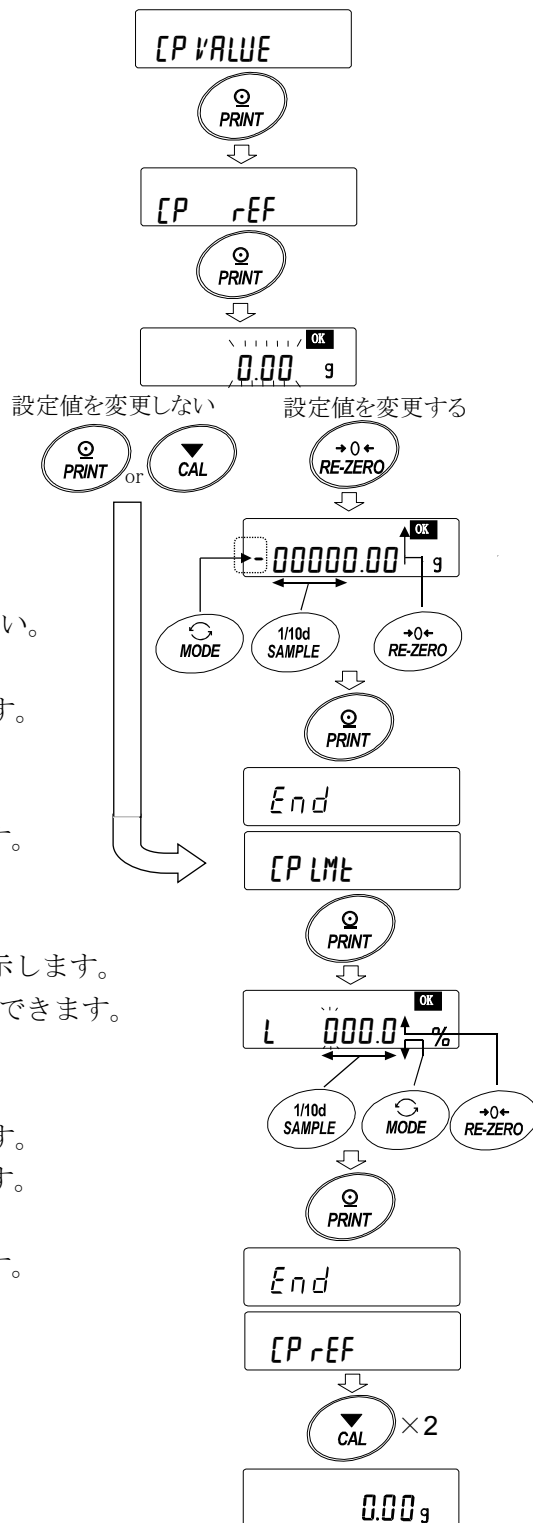 CP VALUE
PRINT
CP rEF
PRINT
OK
0.00 g
設定値を変更しない 設定値を変更する
PRINT or CAL
→0← RE-ZERO
OK
- 00000.00 g
い。
MODE
1/10d SAMPLE
→0← RE-ZERO
す。
PRINT
End
す。
CP LMt
PRINT
示します。
OK
できます。
L 000.0 %
1/10d SAMPLE
MODE
→0← RE-ZERO
す。
す。
PRINT
す。
End
CP rEF
CAL ×2
0.00 g